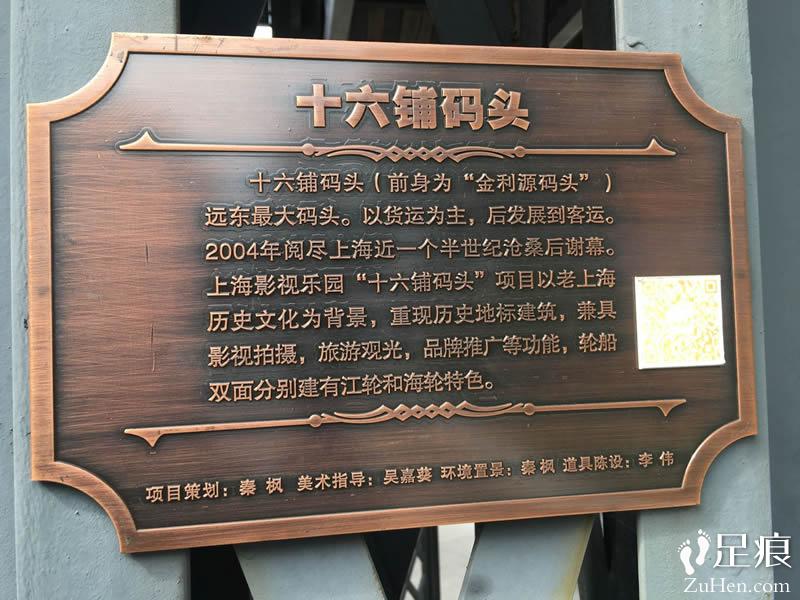 十六铺码头
十六铺码头（前身为“金利源码头”）
远东最大码头。以货运为主，后发展到客运。
2004年阅尽上海近一个半世纪沧桑后谢幕。
上海影视乐园“十六铺码头”项目以老上海
历史文化为背景，重现历史地标建筑，兼具
影视拍摄，旅游观光，品牌推广等功能，轮船
双面分别建有江轮和海轮特色。
项目策划：秦 枫 美术指导：吴嘉葵 环境置景：秦 枫 道具陈设：李 伟
足痕
ZuHen.com